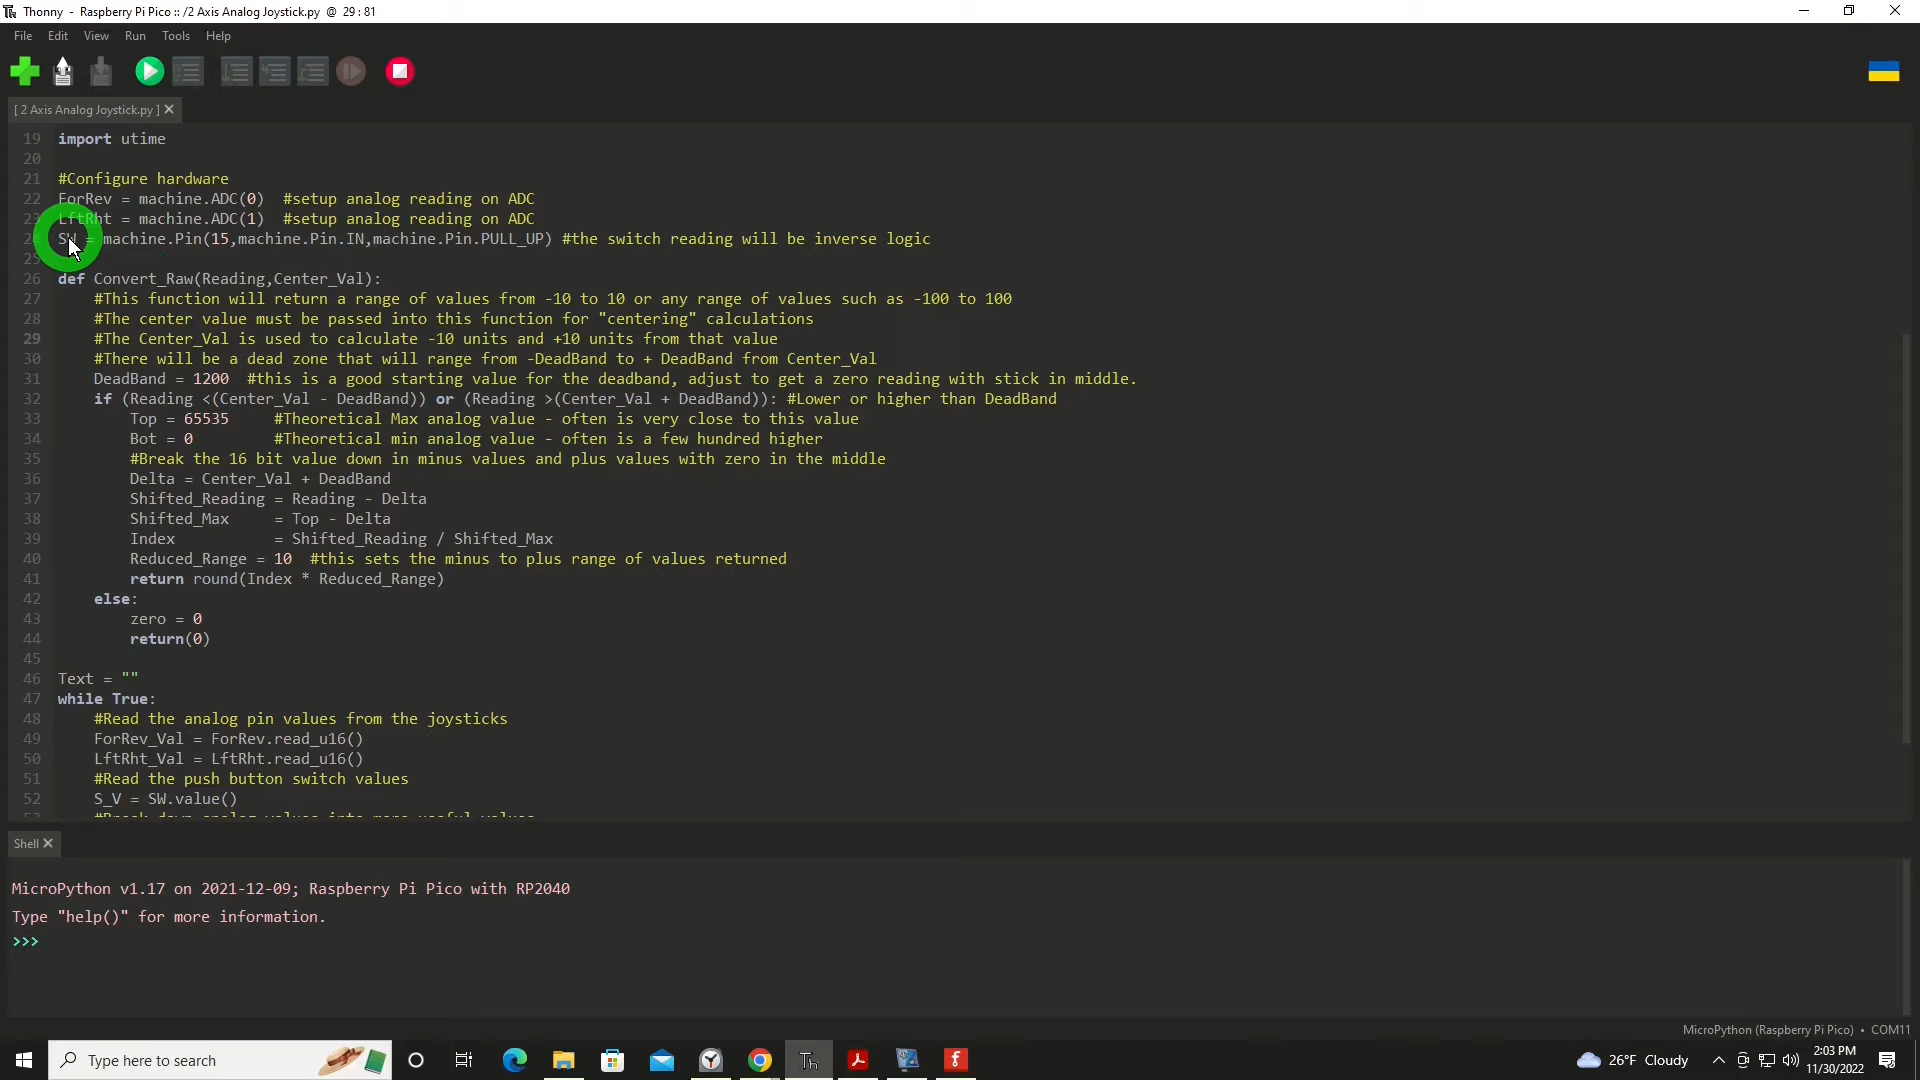 Thonny - Raspberry Pi Pico :: /2 Axis Analog Joystick.py @ 29 : 81
File Edit View Run Tools Help
[ 2 Axis Analog Joystick.py ]
19 import utime
20
21 #Configure hardware
22 ForRev = machine.ADC(0)  #setup analog reading on ADC
23 LftRht = machine.ADC(1)  #setup analog reading on ADC
24 SW = machine.Pin(15,machine.Pin.IN,machine.Pin.PULL_UP) #the switch reading will be inverse logic
25
26 def Convert_Raw(Reading,Center_Val):
27     #This function will return a range of values from -10 to 10 or any range of values such as -100 to 100
28     #The center value must be passed into this function for "centering" calculations
29     #The Center_Val is used to calculate -10 units and +10 units from that value
30     #There will be a dead zone that will range from -DeadBand to + DeadBand from Center_Val
31     DeadBand = 1200  #this is a good starting value for the deadband, adjust to get a zero reading with stick in middle.
32     if (Reading <(Center_Val - DeadBand)) or (Reading >(Center_Val + DeadBand)): #Lower or higher than DeadBand
33         Top = 65535     #Theoretical Max analog value - often is very close to this value
34         Bot = 0         #Theoretical min analog value - often is a few hundred higher
35         #Break the 16 bit value down in minus values and plus values with zero in the middle
36         Delta = Center_Val + DeadBand
37         Shifted_Reading = Reading - Delta
38         Shifted_Max     = Top - Delta
39         Index           = Shifted_Reading / Shifted_Max
40         Reduced_Range = 10  #this sets the minus to plus range of values returned
41         return round(Index * Reduced_Range)
42     else:
43         zero = 0
44         return(0)
45
46 Text = ""
47 while True:
48     #Read the analog pin values from the joysticks
49     ForRev_Val = ForRev.read_u16()
50     LftRht_Val = LftRht.read_u16()
51     #Read the push button switch values
52     S_V = SW.value()
53     #Break down analog values into more useful values
Shell
MicroPython v1.17 on 2021-12-09; Raspberry Pi Pico with RP2040
Type "help()" for more information.
>>>
MicroPython (Raspberry Pi Pico) • COM11
Type here to search
Th
26°F Cloudy
2:03 PM
11/30/2022